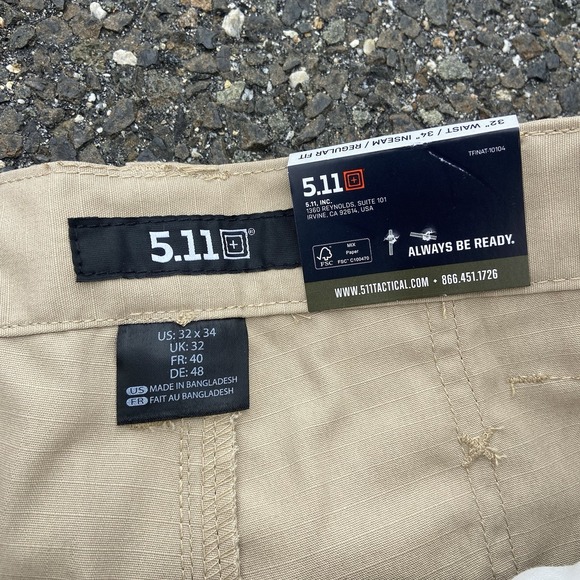 32" WAIST / 34" INSEAM / REGULAR FIT
TFINAT-10104
5.11
5.11, INC.
1360 REYNOLDS, SUITE 101
IRVINE, CA 92614, USA
FSC
MIX
Paper
FSC® C100470
ALWAYS BE READY.
WWW.511TACTICAL.COM • 866.451.1726
5.11®
US: 32 x 34
UK: 32
FR: 40
DE: 48
US MADE IN BANGLADESH
FR FAIT AU BANGLADESH